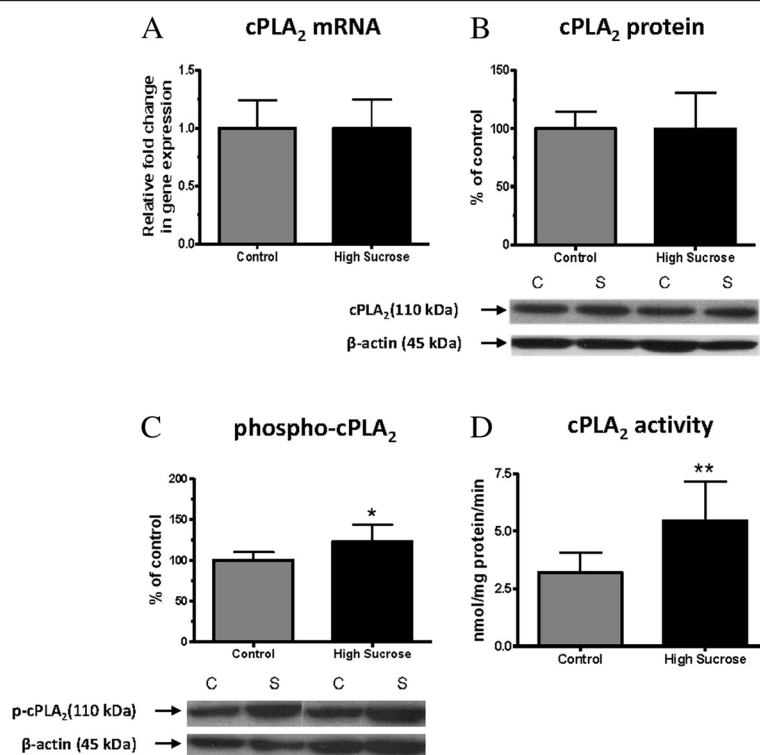 A cPLA₂ mRNA
Relative fold change
in gene expression
1.5
1.0
0.5
0.0
Control High Sucrose
B cPLA₂ protein
% of control
150
100
50
0
Control High Sucrose
C S C S
cPLA₂(110 kDa)
β-actin (45 kDa)
C phospho-cPLA₂
% of control
200
150
100
50
0
*
Control High Sucrose
C S C S
p-cPLA₂(110 kDa)
β-actin (45 kDa)
D cPLA₂ activity
nmol/mg protein/min
7.5
5.0
2.5
0.0
**
Control High Sucrose